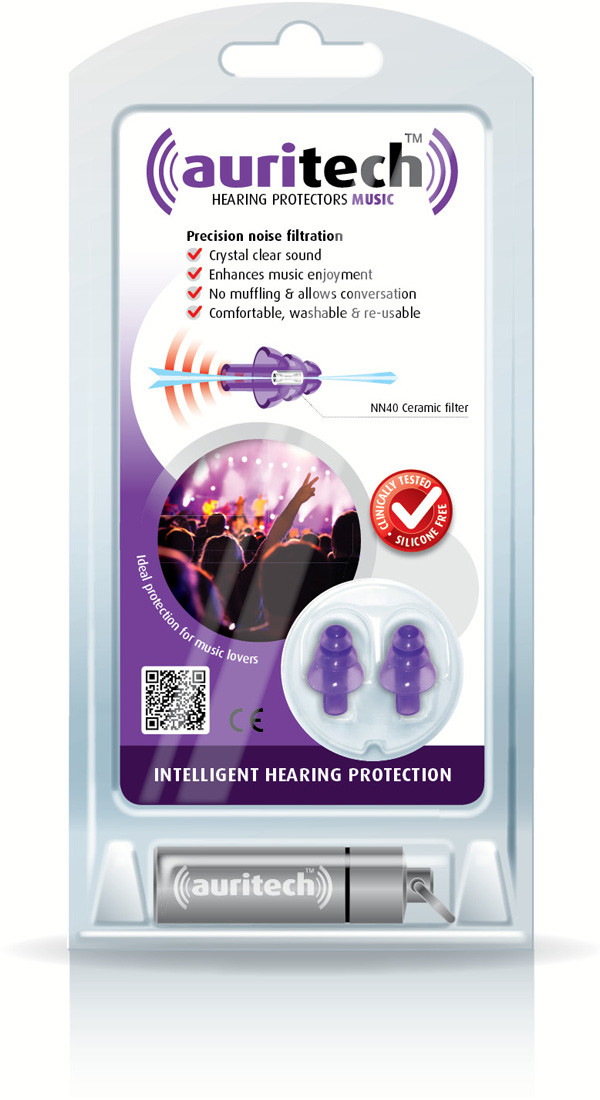 auritech™
HEARING PROTECTORS MUSIC
Precision noise filtration
Crystal clear sound
Enhances music enjoyment
No muffling & allows conversation
Comfortable, washable & re-usable
NN40 Ceramic filter
CLINICALLY TESTED
• SILICONE FREE •
Ideal protection for music lovers
CE
INTELLIGENT HEARING PROTECTION
auritech™